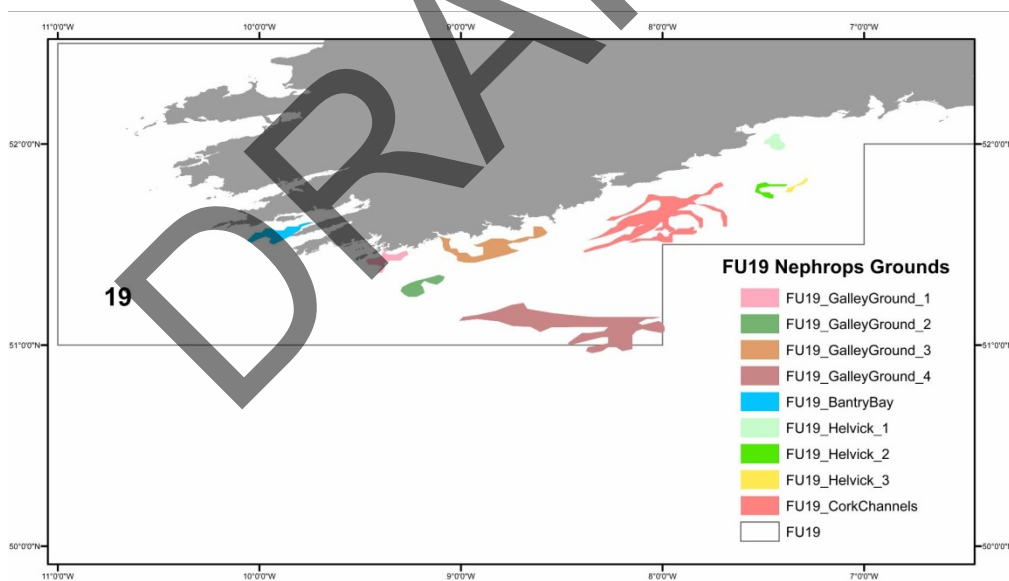 11°0'0"W 10°0'0"W 9°0'0"W 8°0'0"W 7°0'0"W
52°0'0"N 52°0'0"N
19
51°0'0"N 51°0'0"N
50°0'0"N 50°0'0"N
FU19 Nephrops Grounds
FU19_GalleyGround_1
FU19_GalleyGround_2
FU19_GalleyGround_3
FU19_GalleyGround_4
FU19_BantryBay
FU19_Helvick_1
FU19_Helvick_2
FU19_Helvick_3
FU19_CorkChannels
FU19
11°0'0"W 10°0'0"W 9°0'0"W 8°0'0"W 7°0'0"W
DRA